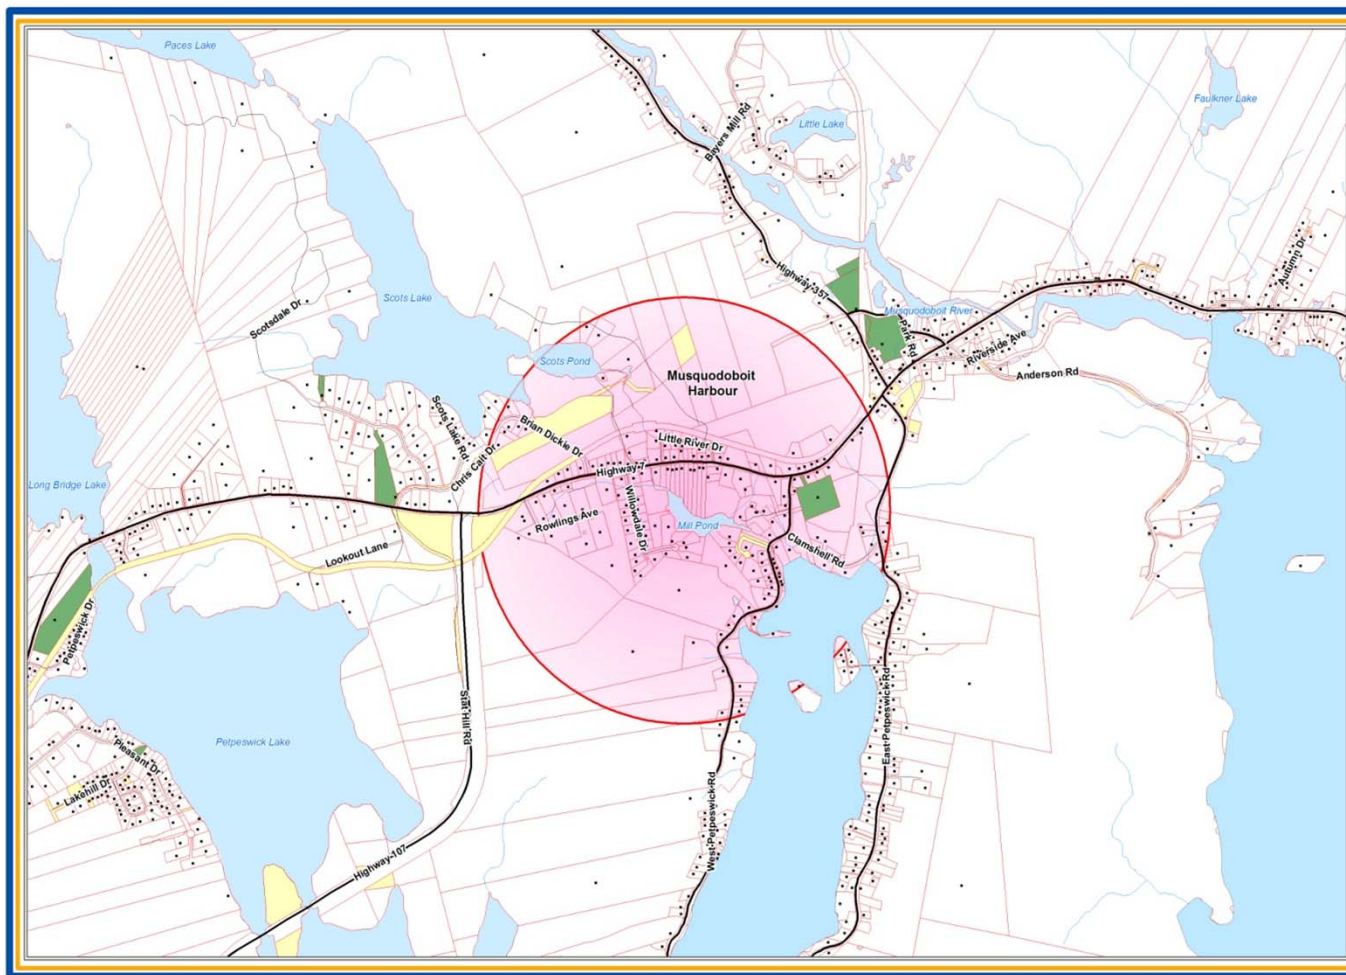 Paces Lake
Faulkner Lake
Bayers Mill Rd
Little Lake
Autumn Dr
Highway 357
Scots Lake
Scotsdale Dr
Musquodoboit River
Park Rd
Riverside Ave
Scots Pond
Anderson Rd
Musquodoboit
Harbour
Scots Lake Rd
Brian Dickie Dr
Little River Dr
Chris Cait Dr
Highway 7
Long Bridge Lake
Willowdale Dr
Rowlings Ave
Mill Pond
Clamshell Rd
Lookout Lane
Petpeswick Dr
Stat Hill Rd
East Petpeswick Rd
Petpeswick Lake
Pleasant Dr
Lakehill Dr
West Petpeswick Rd
Highway 107